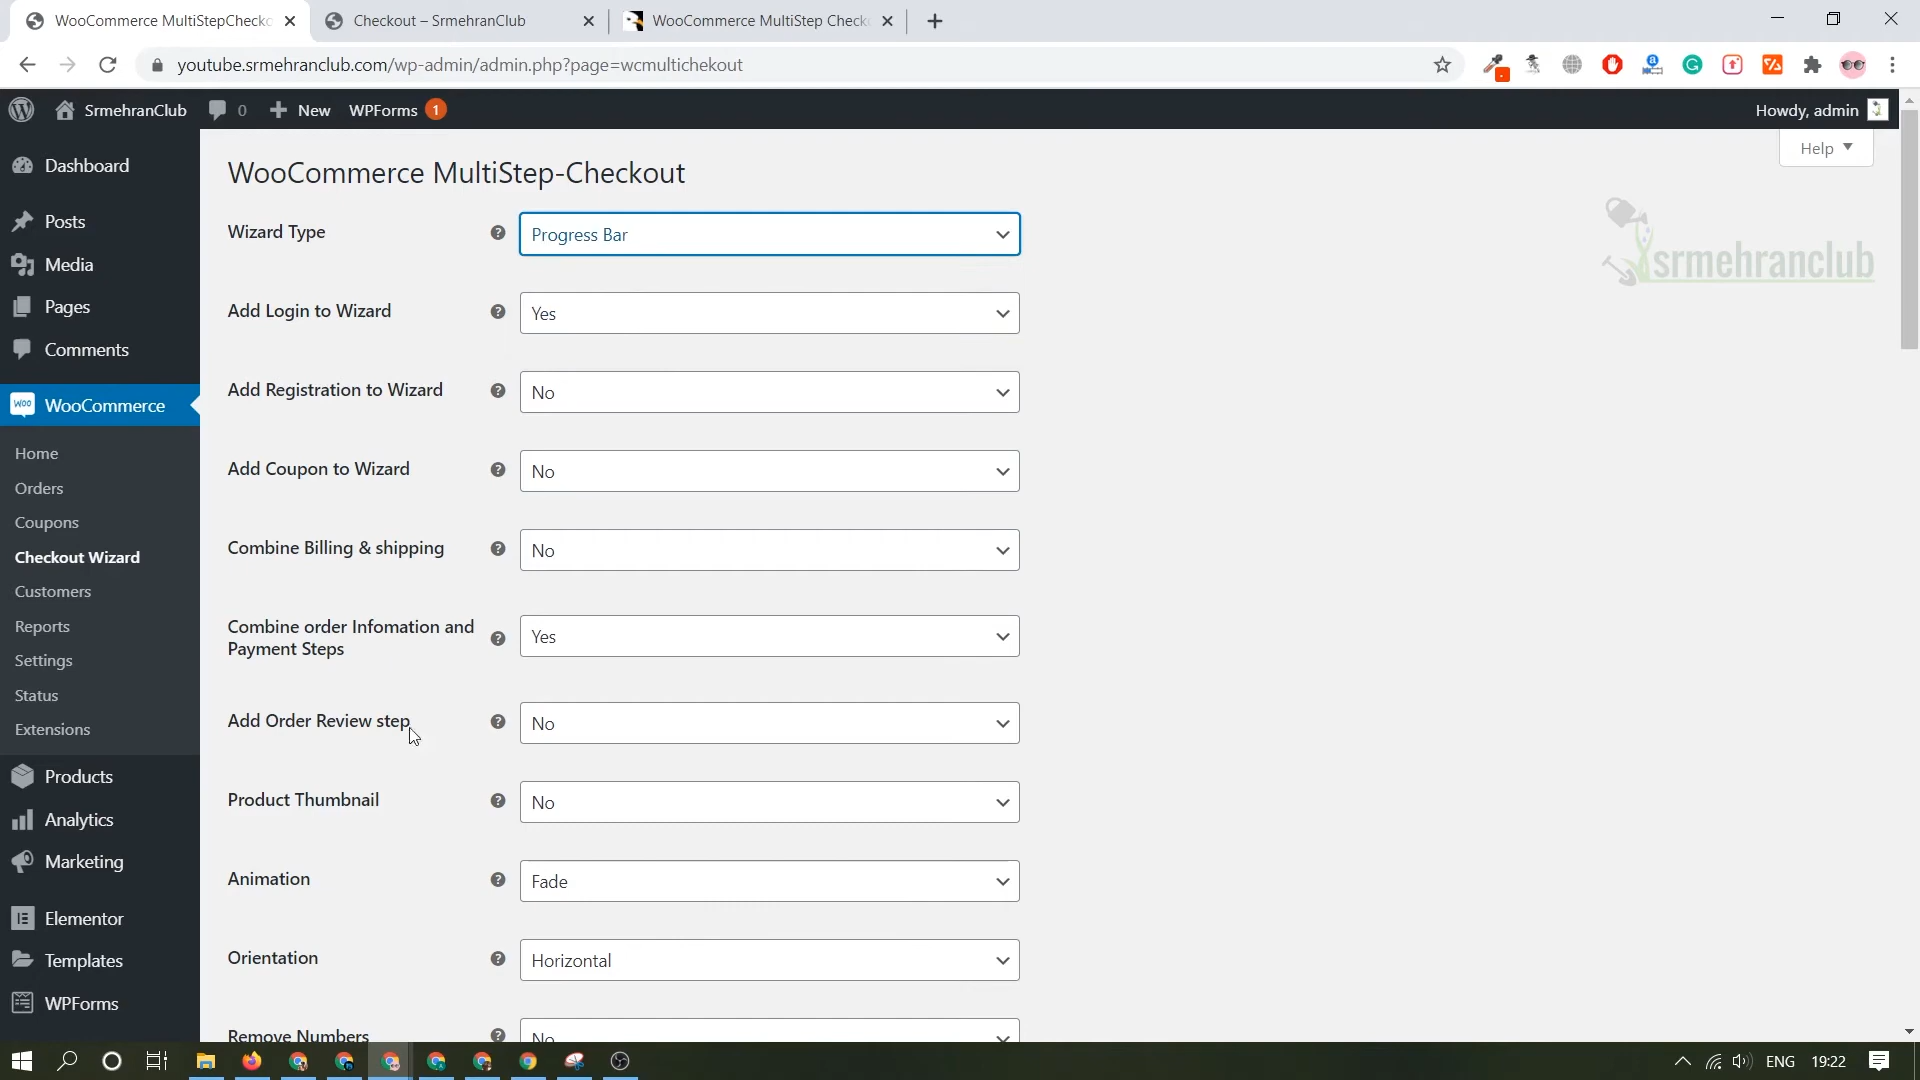 WooCommerce MultiStepChecko
Checkout – SrmehranClub
WooCommerce MultiStep Check
youtube.srmehranclub.com/wp-admin/admin.php?page=wcmultichekout
SrmehranClub
0
New
WPForms
1
Howdy, admin
Help
Dashboard
Posts
Media
Pages
Comments
WooCommerce
Home
Orders
Coupons
Checkout Wizard
Customers
Reports
Settings
Status
Extensions
Products
Analytics
Marketing
Elementor
Templates
WPForms
WooCommerce MultiStep-Checkout
srmehranclub
Wizard Type
Progress Bar
Add Login to Wizard
Yes
Add Registration to Wizard
No
Add Coupon to Wizard
No
Combine Billing & shipping
No
Combine order Infomation and
Payment Steps
Yes
Add Order Review step
No
Product Thumbnail
No
Animation
Fade
Orientation
Horizontal
Remove Numbers
No
ENG
19:22